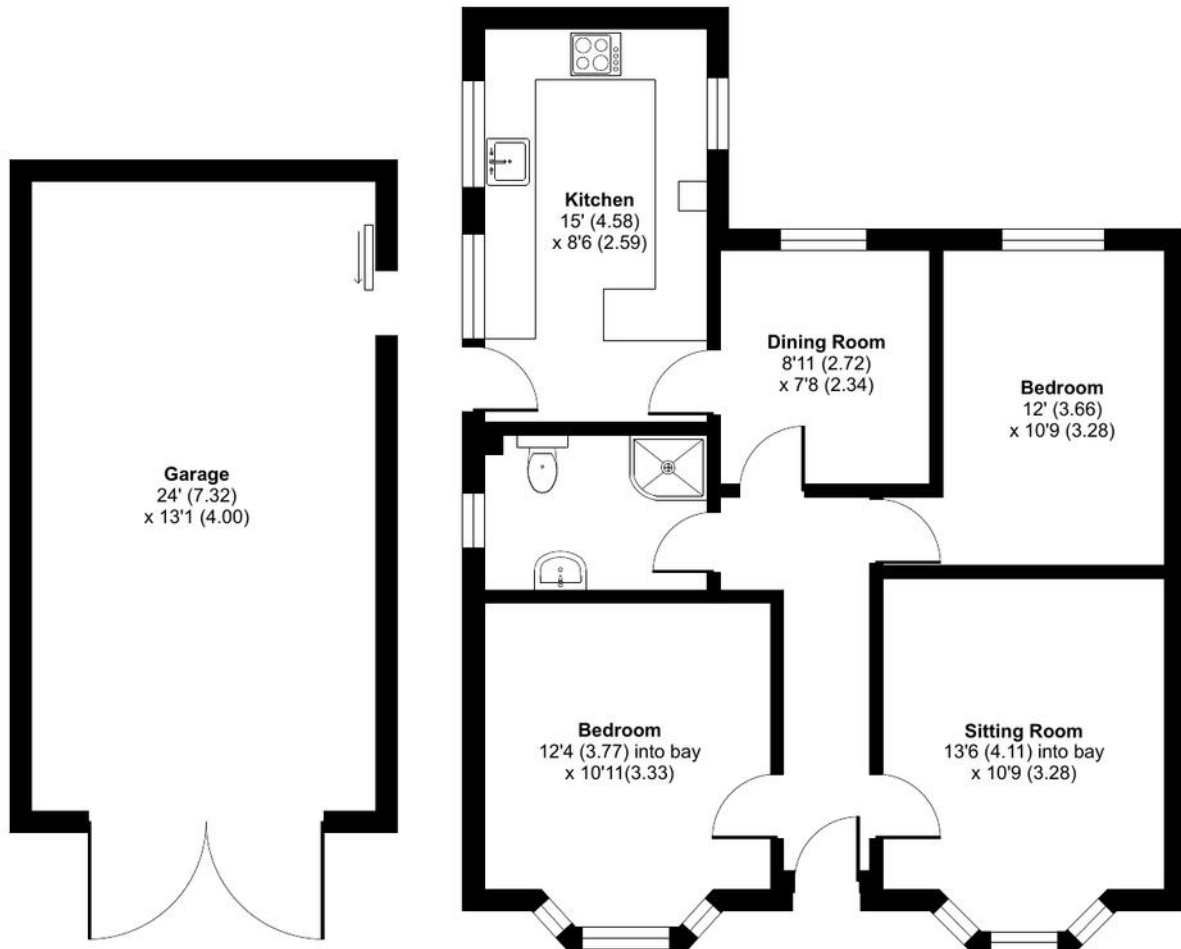 Kitchen
15' (4.58)
x 8'6 (2.59)
Dining Room
8'11 (2.72)
x 7'8 (2.34)
Bedroom
12' (3.66)
x 10'9 (3.28)
Garage
24' (7.32)
x 13'1 (4.00)
Bedroom
12'4 (3.77) into bay
x 10'11(3.33)
Sitting Room
13'6 (4.11) into bay
x 10'9 (3.28)